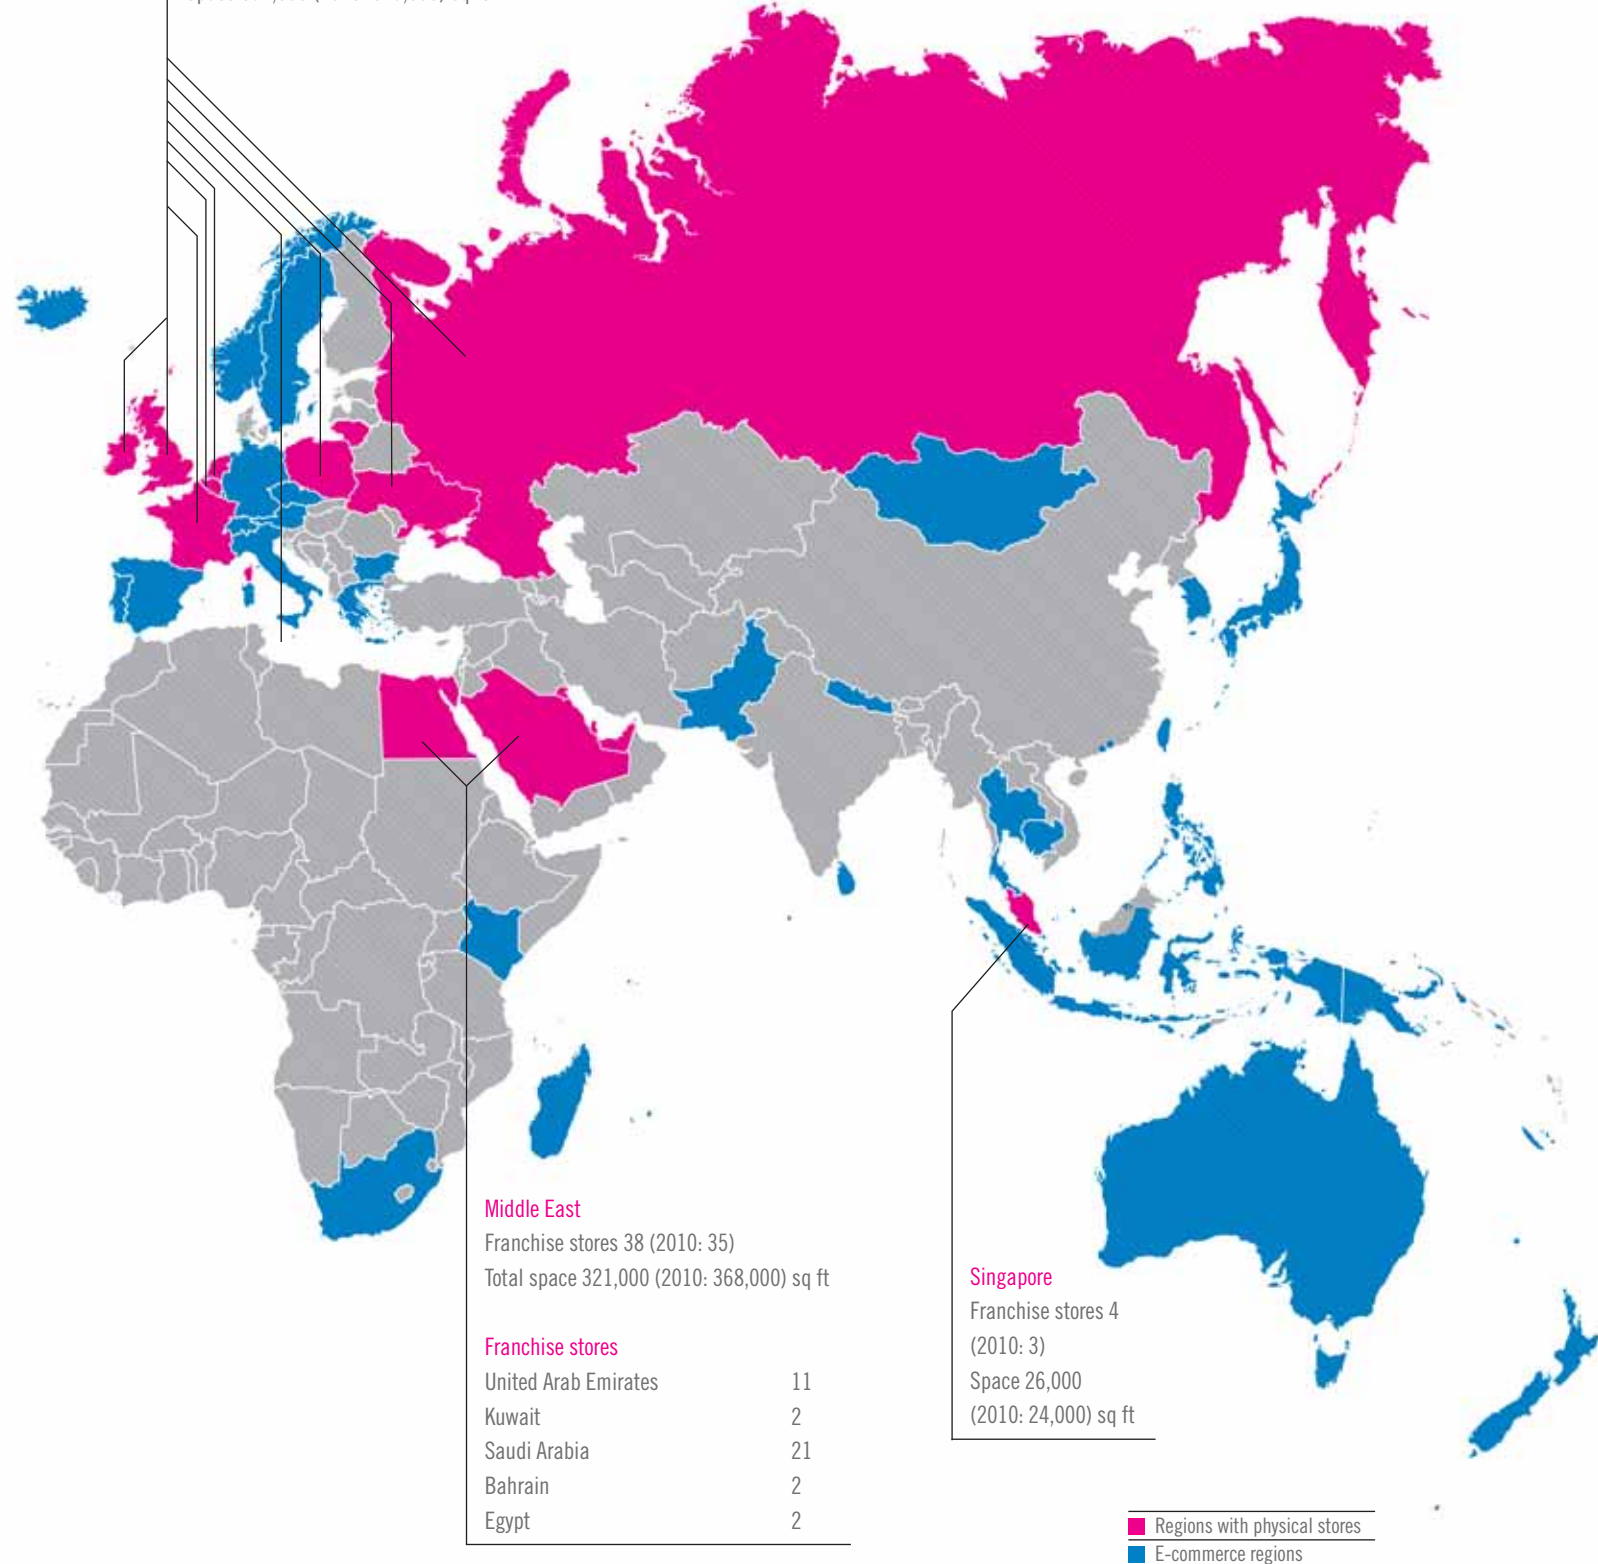 Middle East
Franchise stores 38 (2010: 35)
Total space 321,000 (2010: 368,000) sq ft
Franchise stores
United Arab Emirates 11
Kuwait 2
Saudi Arabia 21
Bahrain 2
Egypt 2
Singapore
Franchise stores 4
(2010: 3)
Space 26,000
(2010: 24,000) sq ft
Regions with physical stores
E-commerce regions